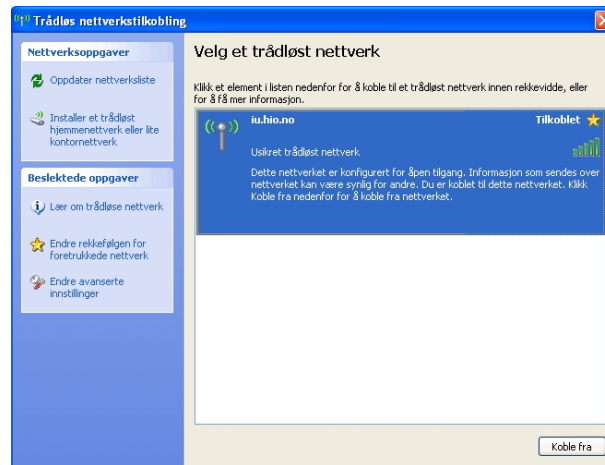 Trådløs nettverkstilkobling
Nettverksoppgaver
Oppdater nettverksliste
Installer et trådløst
hjemmenettverk eller lite
kontornettverk
Beslektede oppgaver
Lær om trådløse nettverk
Endre rekkefølgen for
foretrukkede nettverk
Endre avanserte
innstillinger
Velg et trådløst nettverk
Klikk et element i listen nedenfor for å koble til et trådløst nettverk innen rekkevidde, eller
for å få mer informasjon.
iu.hio.no Tilkoblet
Usikret trådløst nettverk
Dette nettverket er konfigurert for åpen tilgang. Informasjon som sendes over
nettverket kan være synlig for andre. Du er koblet til dette nettverket. Klikk
Koble fra nedenfor for å koble fra nettverket.
Koble fra